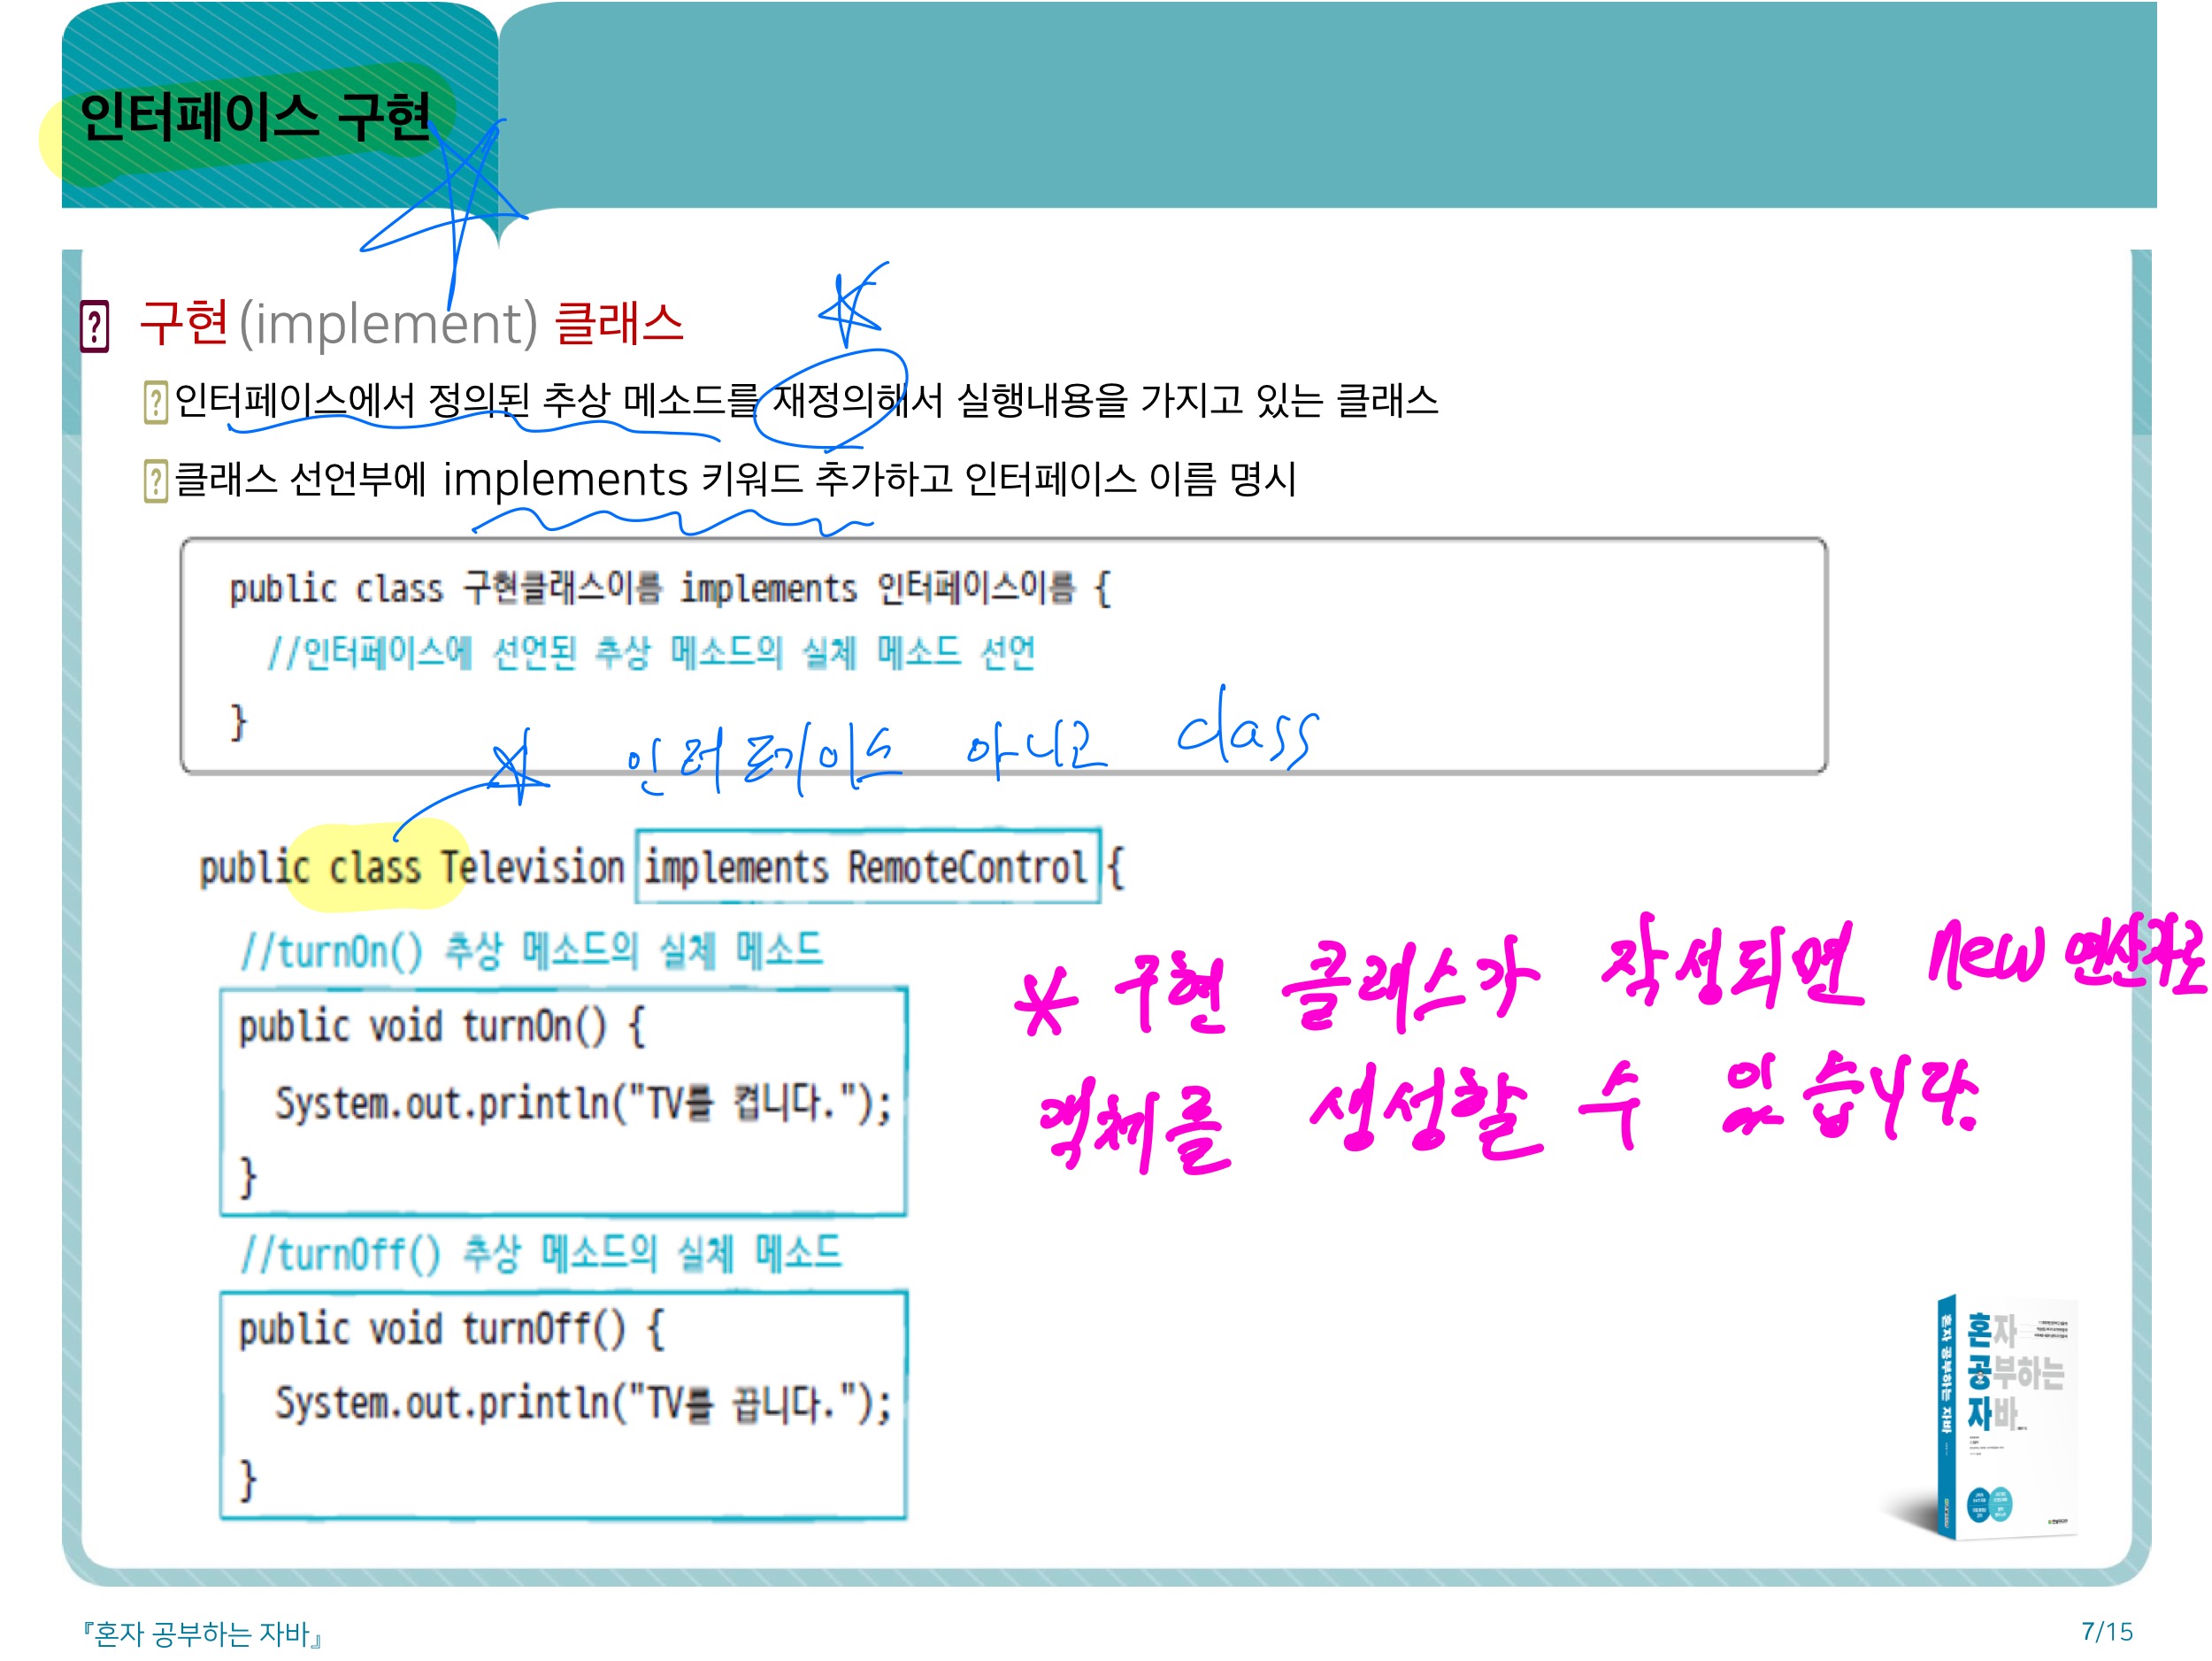 인터페이스 구현
구현(implement) 클래스
인터페이스에서 정의된 추상 메소드를 재정의해서 실행내용을 가지고 있는 클래스
클래스 선언부에 implements 키워드 추가하고 인터페이스 이름 명시
public class 구현클래스이름 implements 인터페이스이름 {
//인터페이스에 선언된 추상 메소드의 실체 메소드 선언
}
인터페이스 아니고 class
public class Television implements RemoteControl {
//turnOn() 추상 메소드의 실체 메소드
public void turnOn() {
System.out.println("TV를 켭니다.");
}
* 구현 클래스가 작성되면 new 연산자로
객체를 생성할 수 있습니다.
//turnOff() 추상 메소드의 실체 메소드
public void turnOff() {
System.out.println("TV를 끕니다.");
}
혼자 공부하는 자바
혼자
공부하는
자바
『혼자 공부하는 자바』
7/15